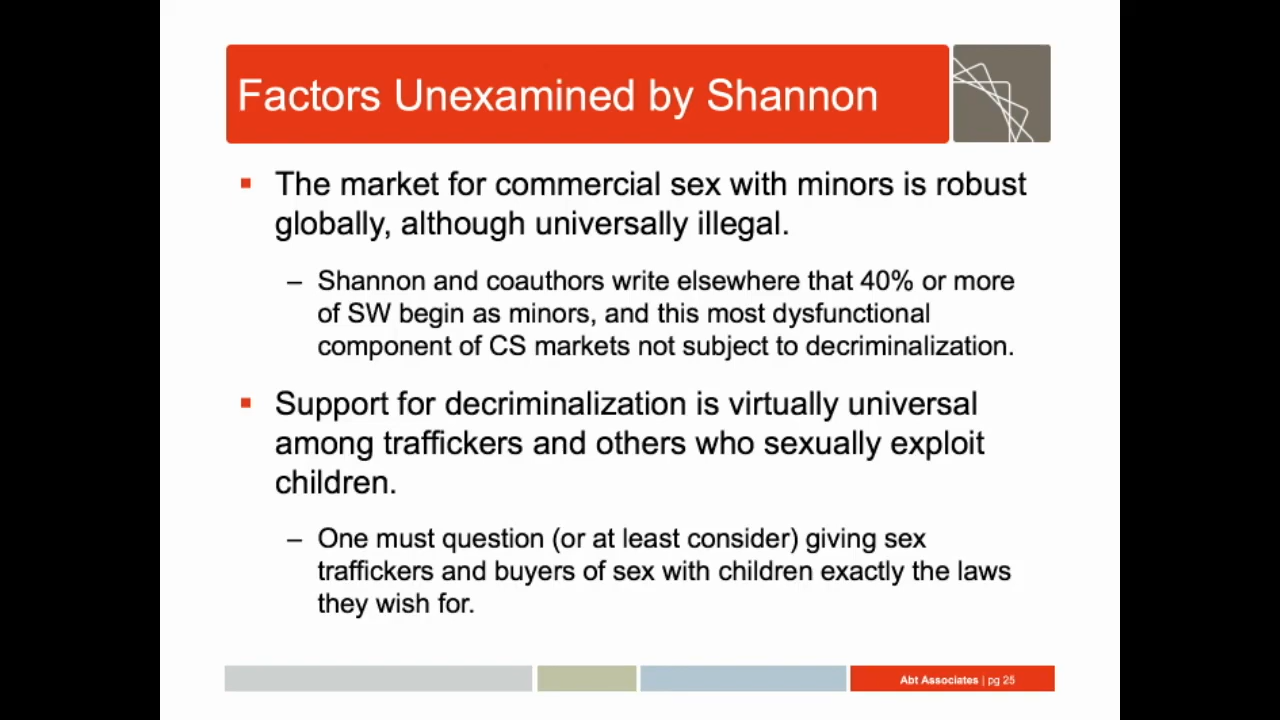 Factors Unexamined by Shannon
▪ The market for commercial sex with minors is robust
globally, although universally illegal.
– Shannon and coauthors write elsewhere that 40% or more
of SW begin as minors, and this most dysfunctional
component of CS markets not subject to decriminalization.
▪ Support for decriminalization is virtually universal
among traffickers and others who sexually exploit
children.
– One must question (or at least consider) giving sex
traffickers and buyers of sex with children exactly the laws
they wish for.
Abt Associates | pg 25